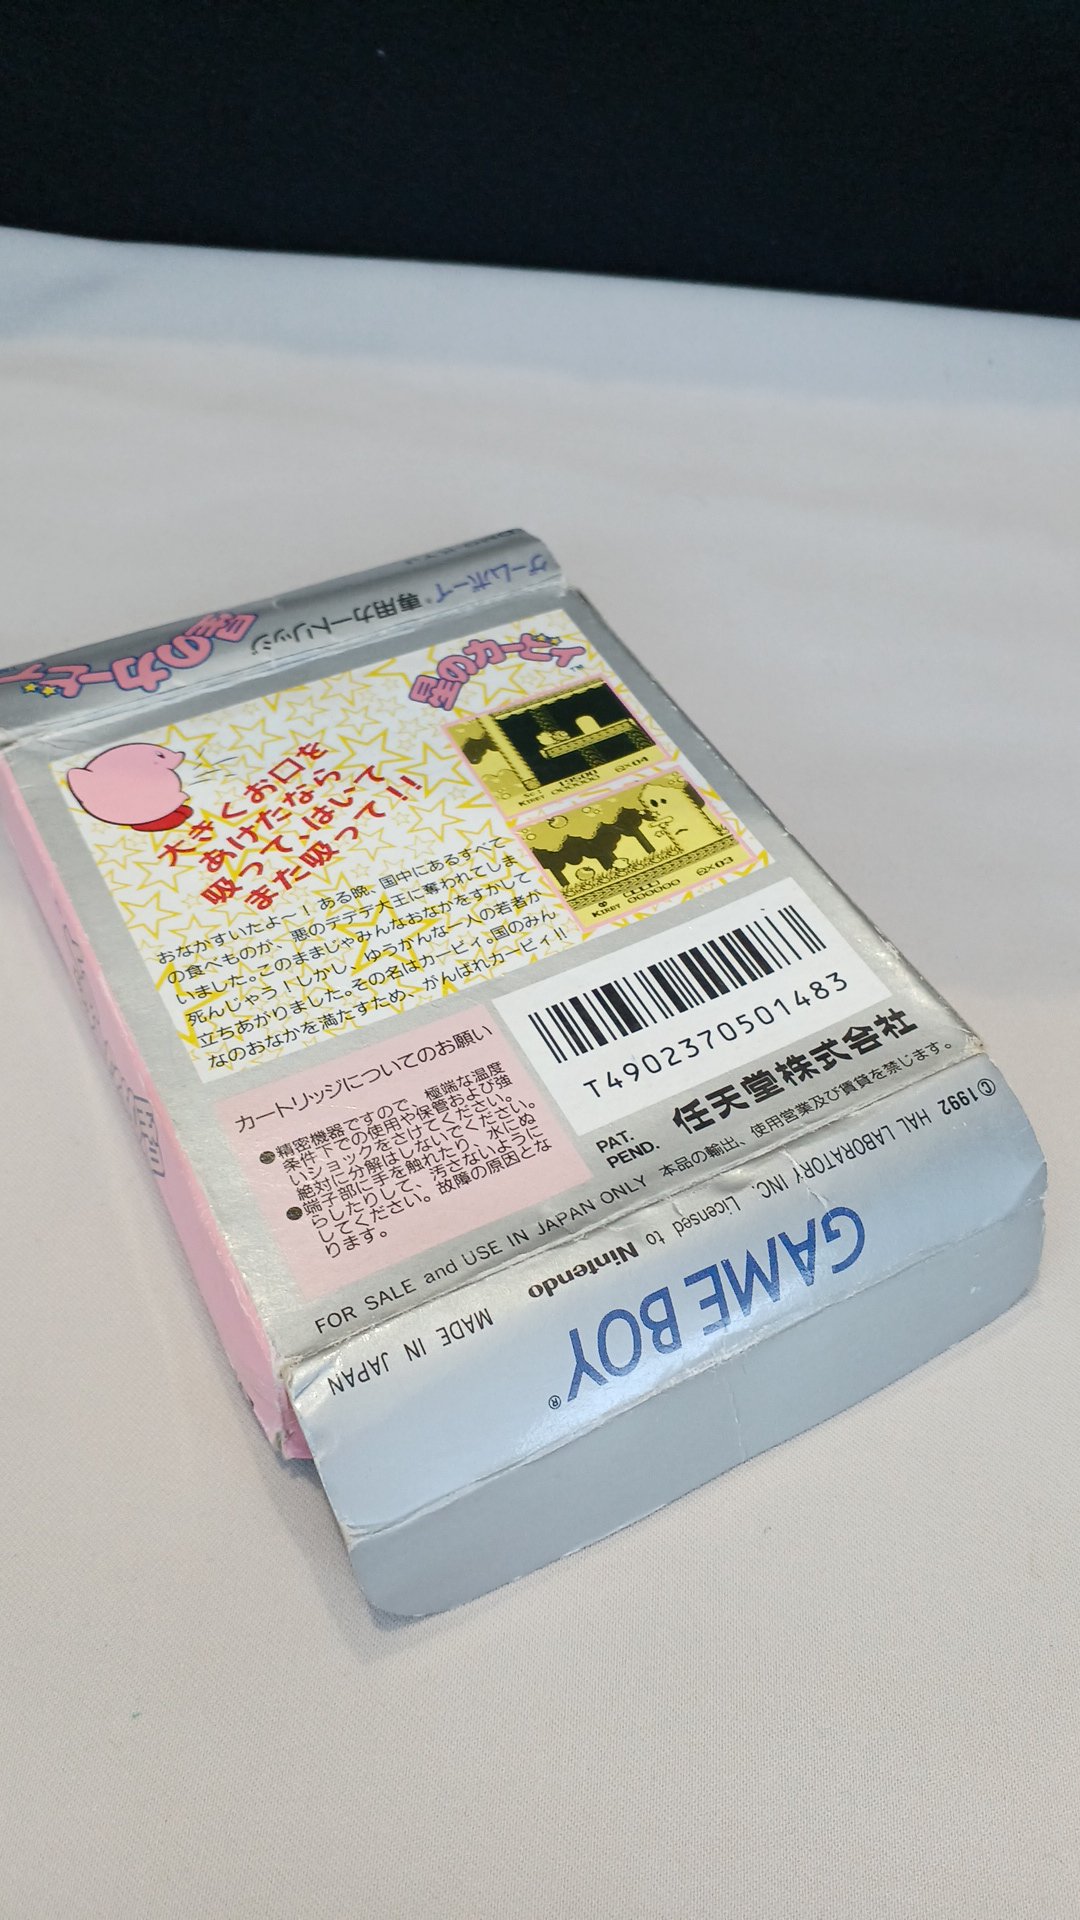 ゲームボーイ®専用カートリッジ
星のカービィ
星のカービィ
大きくお口を
あけたなら
吸って、はいて
また吸って!!
SC: 19500
KIRBY 000000 04
KIRBY 000000 03
おなかすいたよ〜！ある晩、国中にあるすべて
の食べものが、悪のデデデ大王に奪われてしま
いました。このままじゃみんなおなかをすかして
死んじゃう！しかし、ゆうかんな一人の若者が
立ちあがりました。その名はカービィ。国のみん
なのおなかを満たすため、がんばれカービィ!!
カートリッジについてのお願い
●精密機器ですので、極端な温度
条件下での使用や保管および強
いショックをさけてください。
絶対に分解はしないでください。
●端子部に手を触れたり、水にぬ
らしたりして、汚さないように
してください。故障の原因とな
ります。
T4902370501483
PAT.
PEND.
任天堂株式会社
FOR SALE and USE IN JAPAN ONLY 本品の輸出、使用営業及び賃貸を禁じます。
©1992 HAL LABORATORY INC. Licensed to Nintendo
MADE IN JAPAN
GAME BOY®